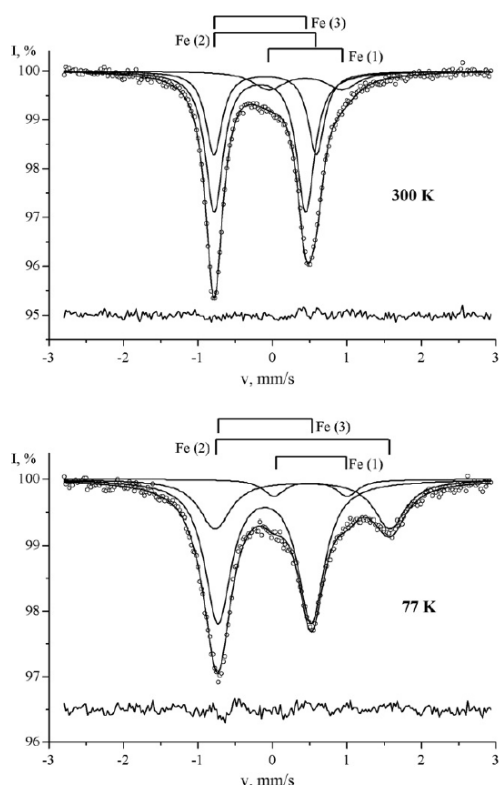 Fe (3)
Fe (2)
Fe (1)
I, %
100
99
98
97
96
95
300 K
-3 -2 -1 0 1 2 3
v, mm/s
Fe (3)
Fe (2)
Fe (1)
I, %
100
99
98
97
96
77 K
-3 -2 -1 0 1 2 3
v, mm/s